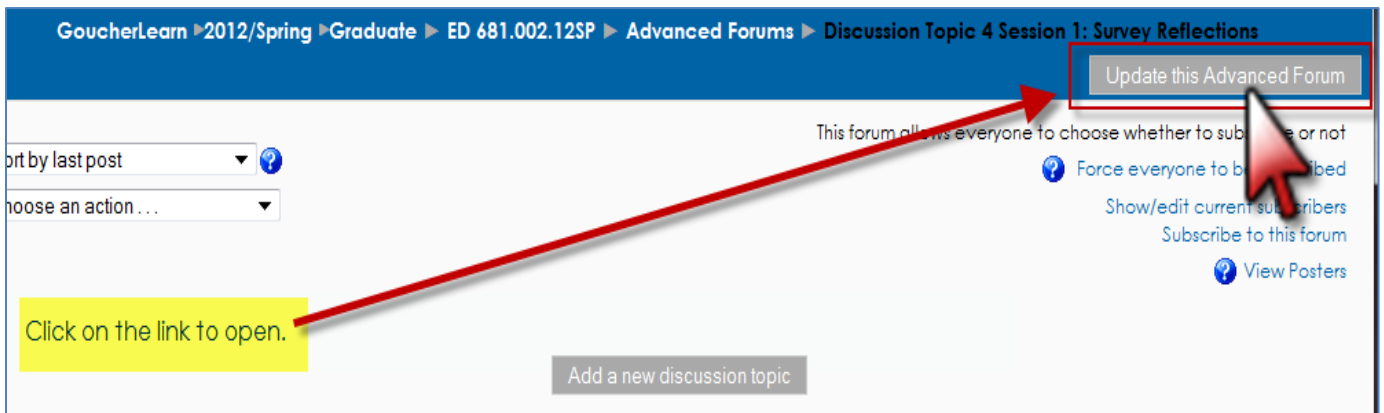 GoucherLearn ▶2012/Spring ▶Graduate ▶ ED 681.002.12SP ▶ Advanced Forums ▶ Discussion Topic 4 Session 1: Survey Reflections
Update this Advanced Forum
This forum allows everyone to choose whether to or not
by last post
Force everyone to
an action . . .
Show/edit current
Subscribe to this forum
View Posters
Click on the link to open.
Add a new discussion topic